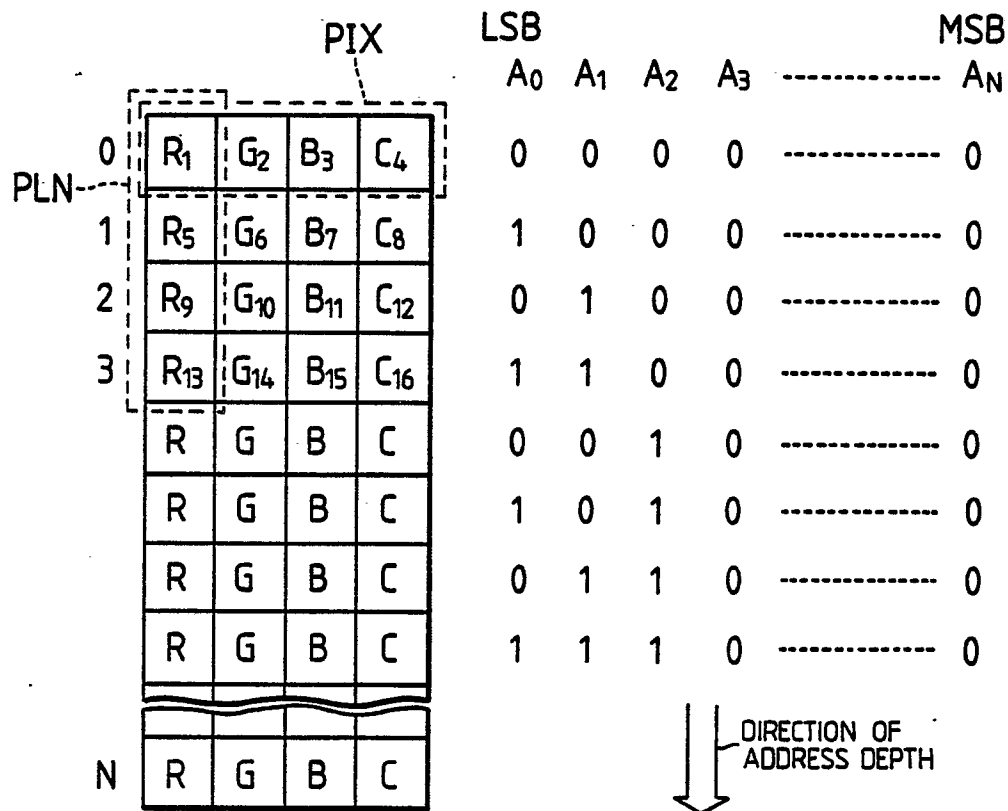 PIX LSB MSB
A0 A1 A2 A3 --------- AN
0 R1 G2 B3 C4 0 0 0 0 --------- 0
PLN
1 R5 G6 B7 C8 1 0 0 0 --------- 0
2 R9 G10 B11 C12 0 1 0 0 --------- 0
3 R13 G14 B15 C16 1 1 0 0 --------- 0
R G B C 0 0 1 0 --------- 0
R G B C 1 0 1 0 --------- 0
R G B C 0 1 1 0 --------- 0
R G B C 1 1 1 0 --------- 0
DIRECTION OF
ADDRESS DEPTH
N R G B C